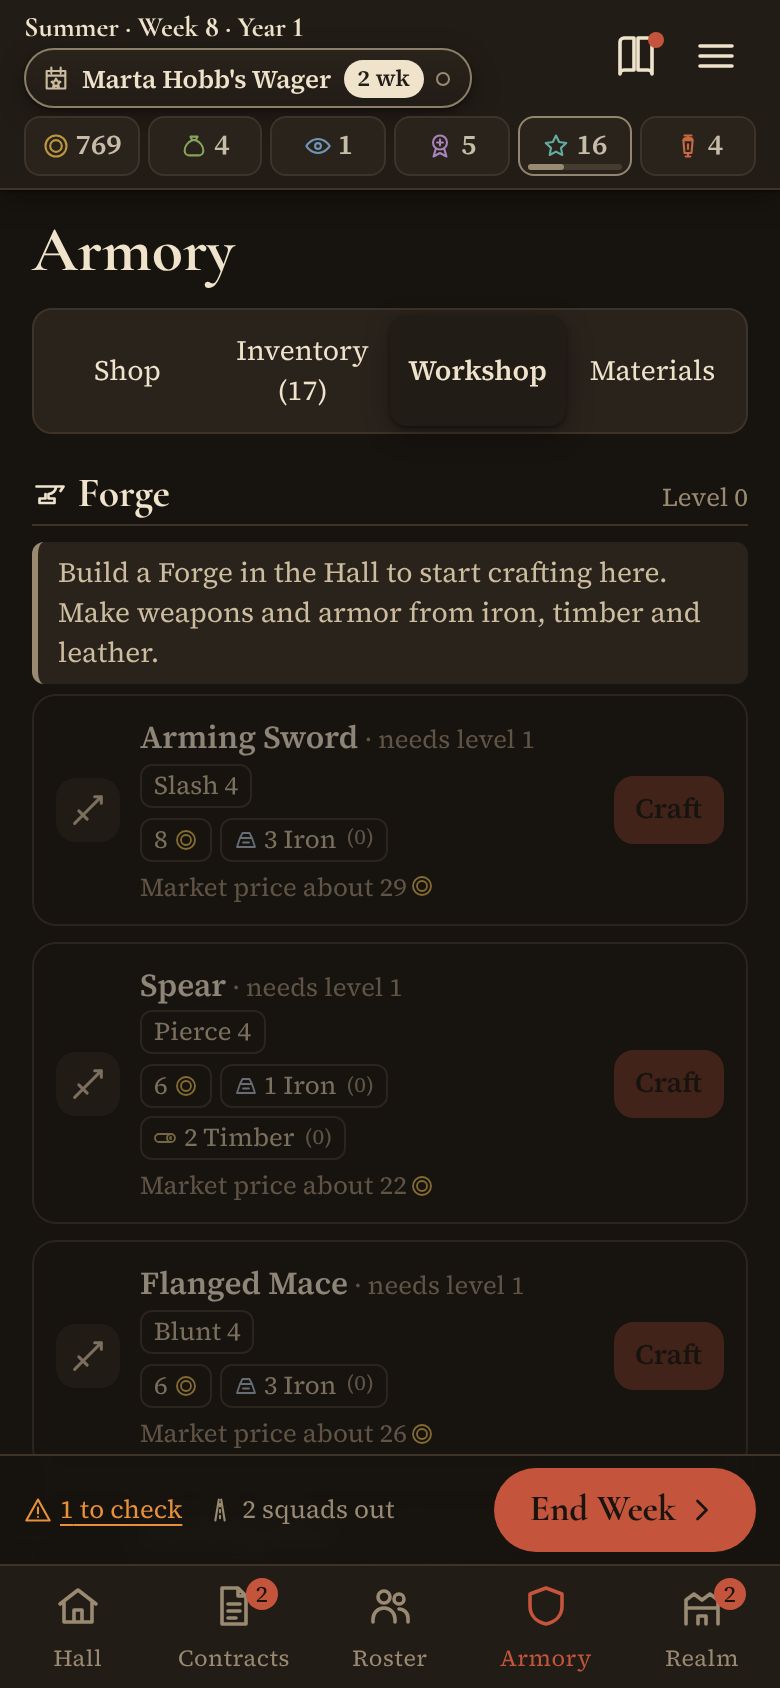 Summer · Week 8 · Year 1
Marta Hobb's Wager 2 wk
769 4 1 5 16 4
Armory
Shop Inventory (17) Workshop Materials
Forge Level 0
Build a Forge in the Hall to start crafting here.
Make weapons and armor from iron, timber and
leather.
Arming Sword · needs level 1
Slash 4
8 3 Iron (0)
Craft
Market price about 29
Spear · needs level 1
Pierce 4
6 1 Iron (0)
Craft
2 Timber (0)
Market price about 22
Flanged Mace · needs level 1
Blunt 4
6 3 Iron (0)
Craft
Market price about 26
1 to check 2 squads out End Week
2 2
Hall Contracts Roster Armory Realm